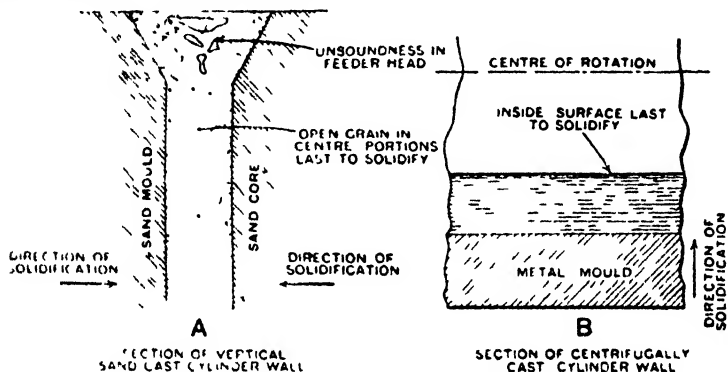 UNSOUNDNESS IN
FEEDER HEAD
OPEN GRAIN IN
CENTRE PORTIONS
LAST TO SOLIDIFY
SAND MOULD
SAND CORE
DIRECTION OF
SOLIDIFICATION
DIRECTION OF
SOLIDIFICATION
A
SECTION OF VERTICAL
SAND CAST CYLINDER WALL
CENTRE OF ROTATION
INSIDE SURFACE LAST
TO SOLIDIFY
METAL MOULD
DIRECTION OF
SOLIDIFICATION
B
SECTION OF CENTRIFUGALLY
CAST CYLINDER WALL